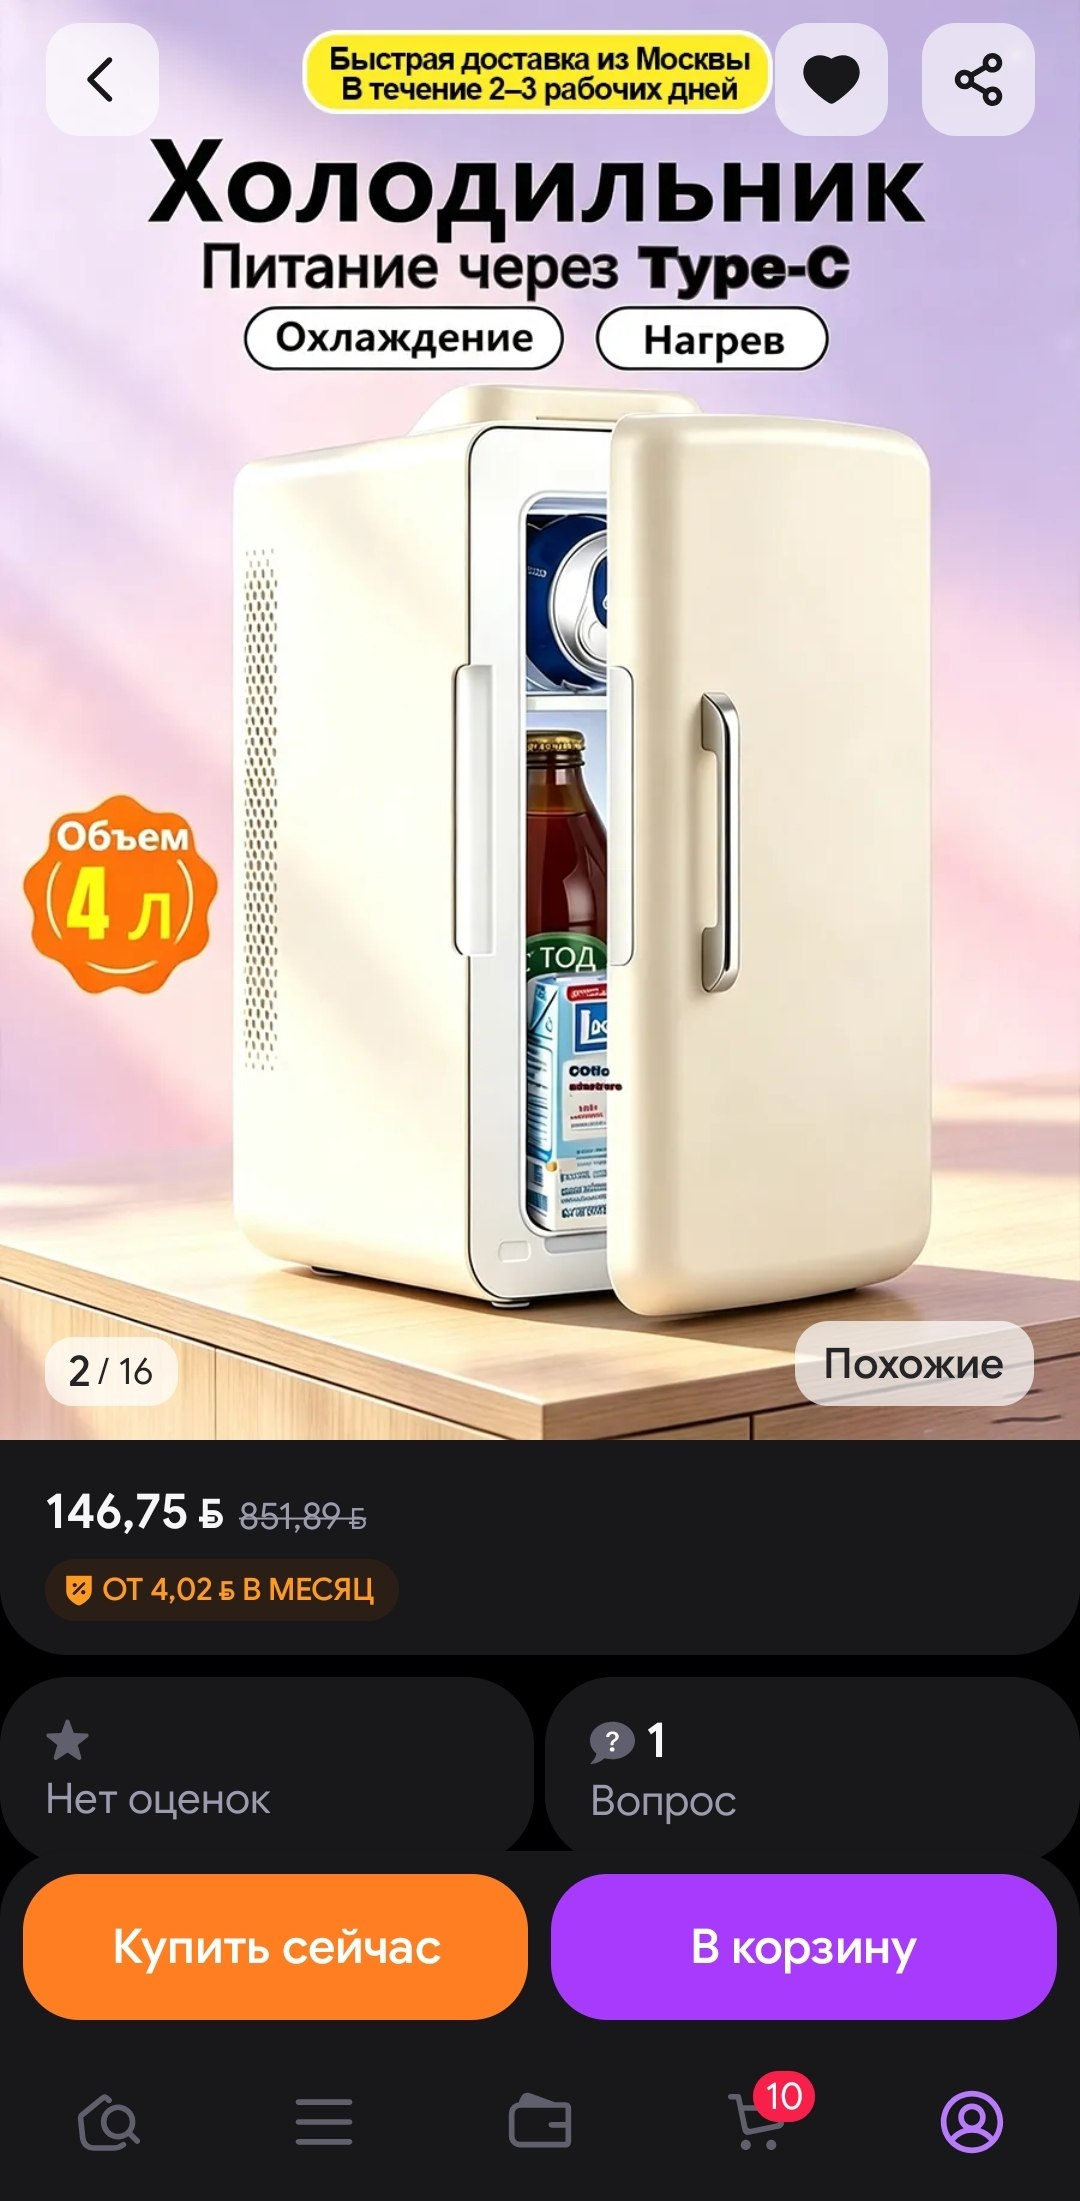 Быстрая доставка из Москвы
В течение 2–3 рабочих дней
Холодильник
Питание через Type-C
Охлаждение
Нагрев
Объем
4 л
ТОД
2 / 16
Похожие
146,75 Ƃ 851,89 Ƃ
ОТ 4,02 Ƃ В МЕСЯЦ
Нет оценок
? 1
Вопрос
Купить сейчас
В корзину
10